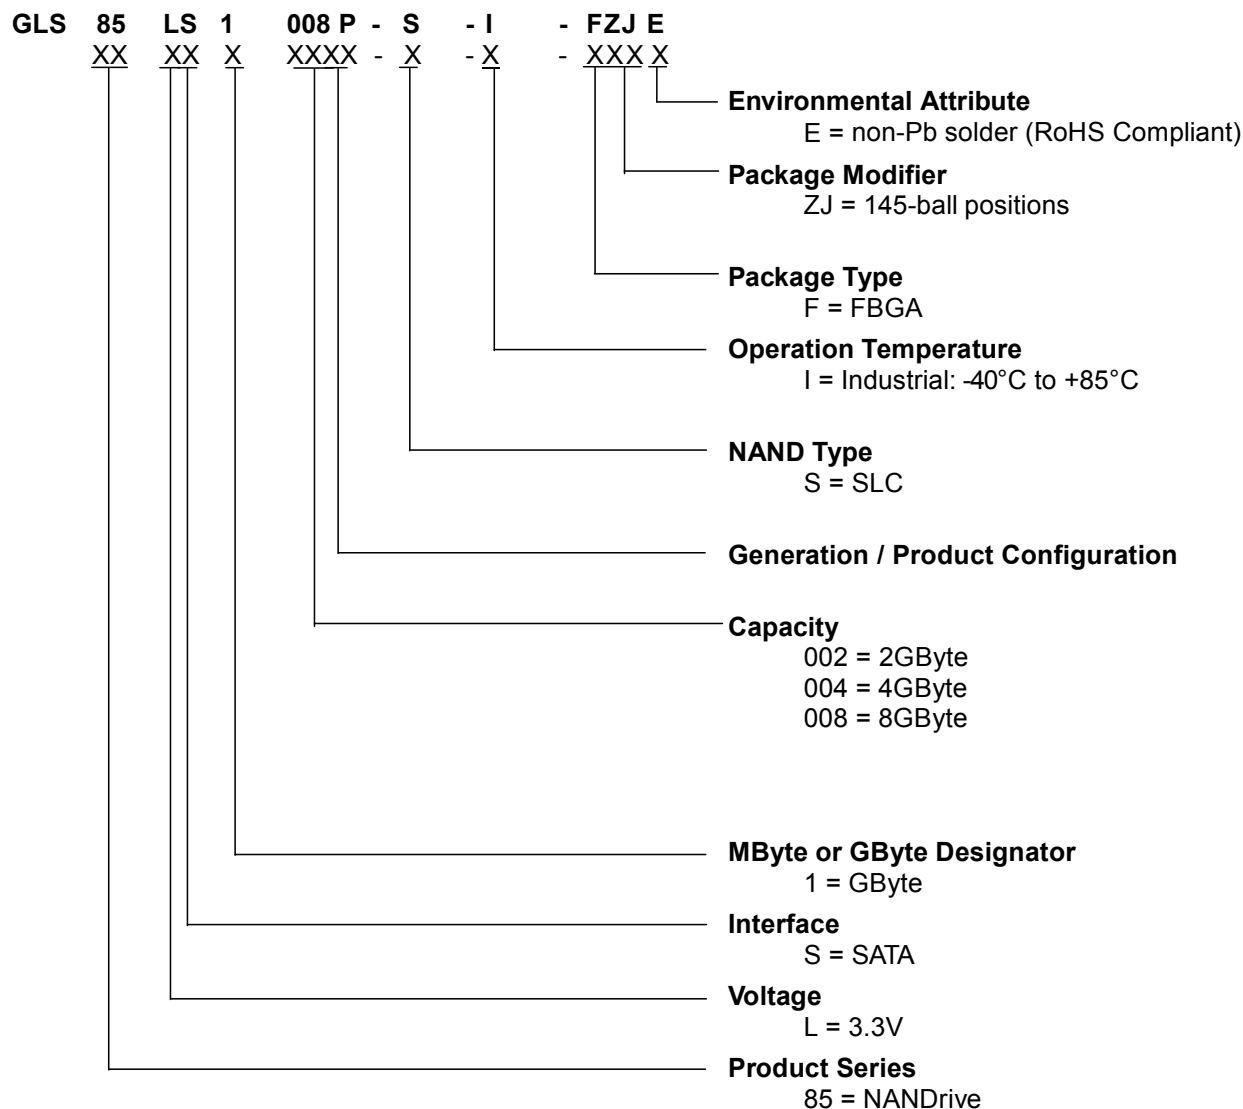 GLS 85 LS 1 008 P - S - I - FZJ E
XX XX X XXXX - X - X - XXX X
Environmental Attribute
E = non-Pb solder (RoHS Compliant)
Package Modifier
ZJ = 145-ball positions
Package Type
F = FBGA
Operation Temperature
I = Industrial: -40°C to +85°C
NAND Type
S = SLC
Generation / Product Configuration
Capacity
002 = 2GByte
004 = 4GByte
008 = 8GByte
MByte or GByte Designator
1 = GByte
Interface
S = SATA
Voltage
L = 3.3V
Product Series
85 = NANDrive